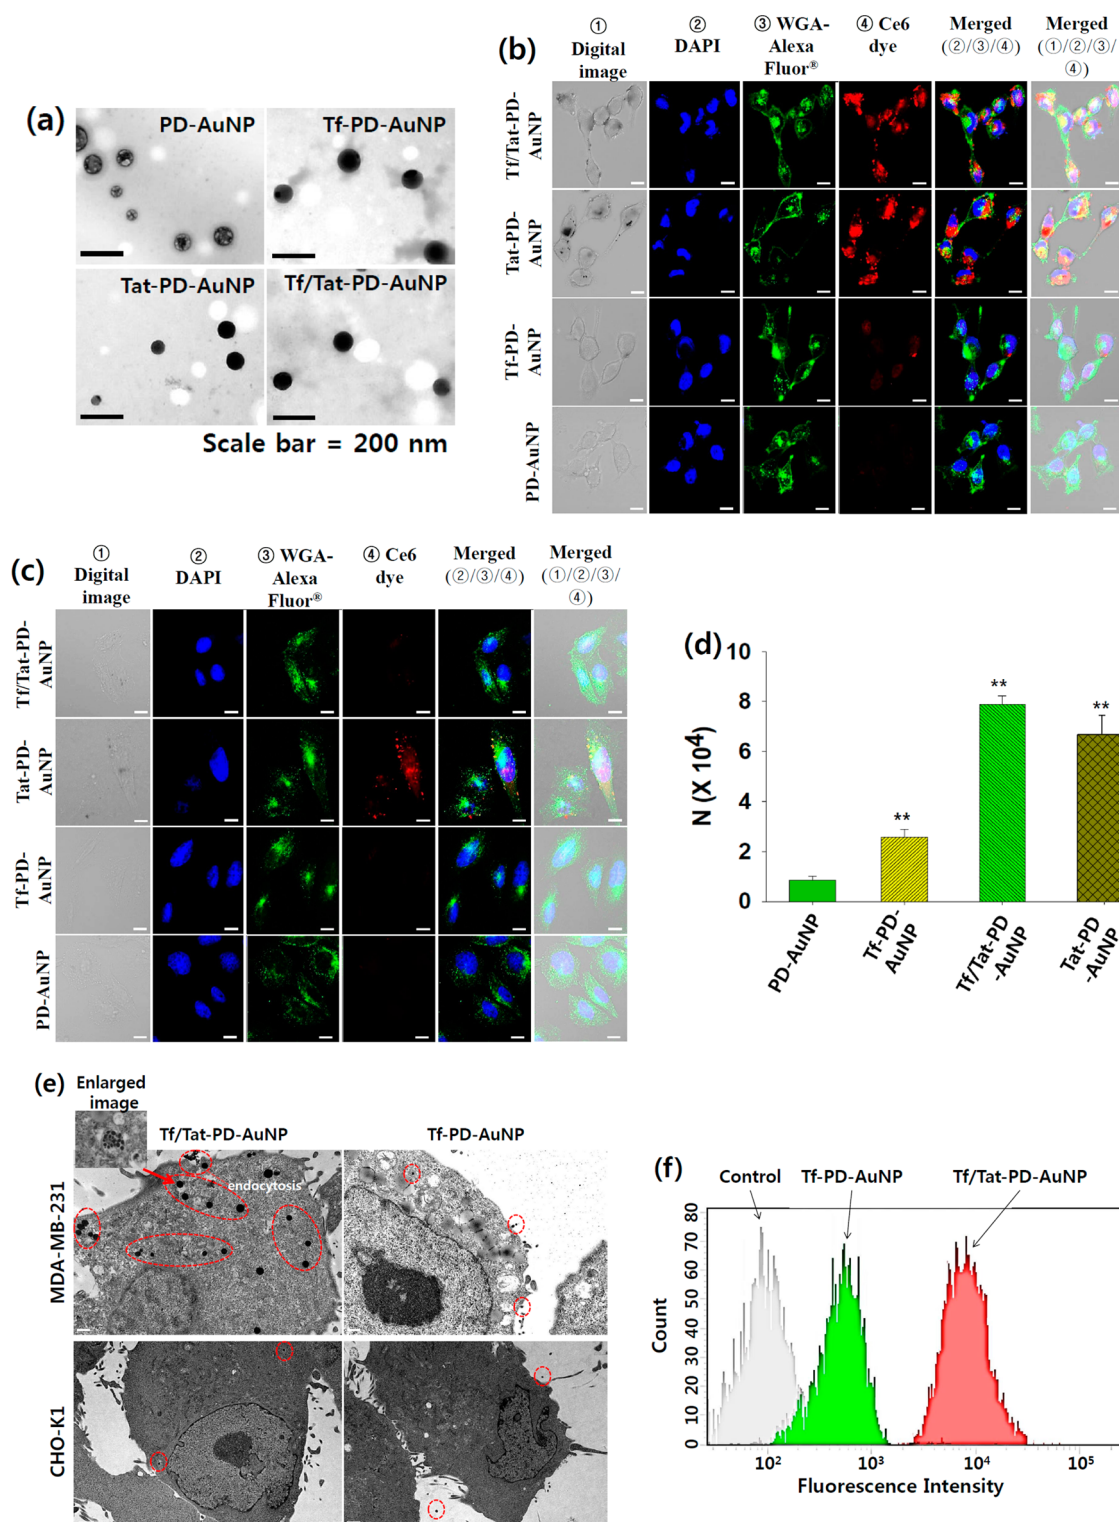 (a)
PD-AuNP
Tf-PD-AuNP
Tat-PD-AuNP
Tf/Tat-PD-AuNP
Scale bar = 200 nm
(b)
① Digital image
② DAPI
③ WGA-Alexa Fluor®
④ Ce6 dye
Merged (②/③/④)
Merged (①/②/③/④)
Tf/Tat-PD-AuNP
Tat-PD-AuNP
Tf-PD-AuNP
PD-AuNP
(c)
① Digital image
② DAPI
③ WGA-Alexa Fluor®
④ Ce6 dye
Merged (②/③/④)
Merged (①/②/③/④)
Tf/Tat-PD-AuNP
Tat-PD-AuNP
Tf-PD-AuNP
PD-AuNP
(d)
N (X 10⁴)
10
8
6
4
2
0
**
**
**
PD-AuNP
Tf-PD-AuNP
Tf/Tat-PD-AuNP
Tat-PD-AuNP
(e)
Enlarged image
Tf/Tat-PD-AuNP
Tf-PD-AuNP
endocytosis
MDA-MB-231
CHO-K1
(f)
Control
Tf-PD-AuNP
Tf/Tat-PD-AuNP
Count
80
70
60
50
40
30
20
10
0
10²
10³
10⁴
10⁵
Fluorescence Intensity